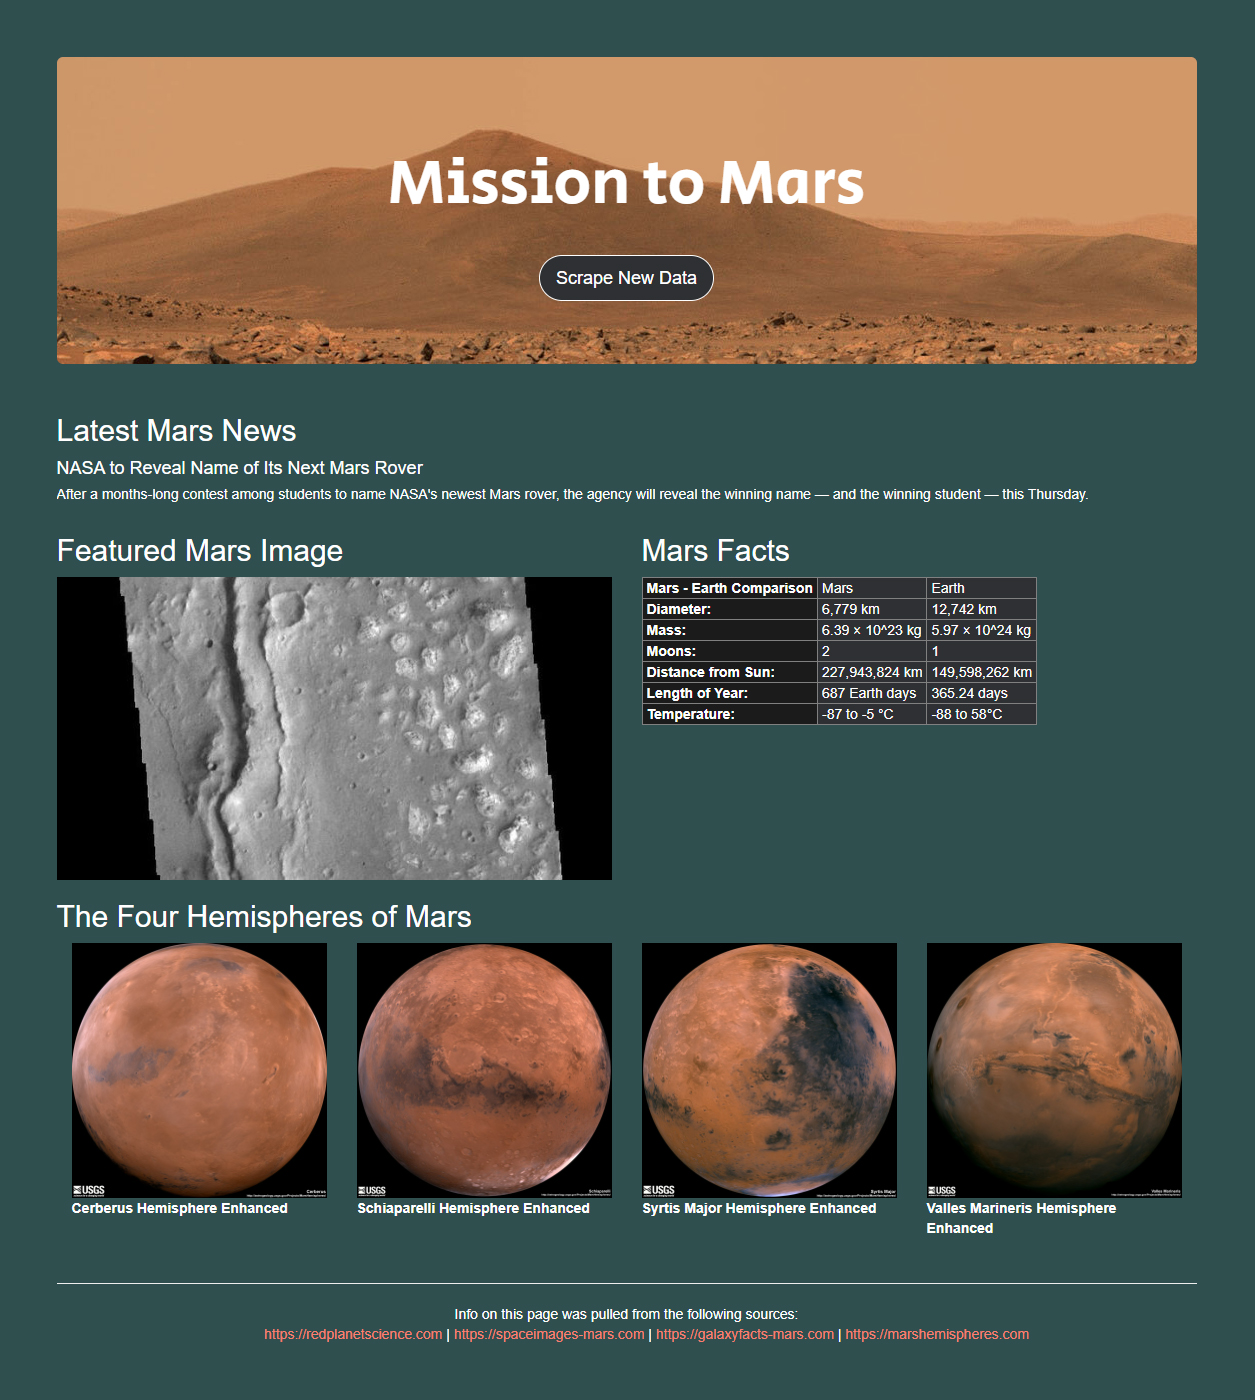 Mission to Mars
Scrape New Data
Latest Mars News
NASA to Reveal Name of Its Next Mars Rover
After a months-long contest among students to name NASA's newest Mars rover, the agency will reveal the winning name — and the winning student — this Thursday.
Featured Mars Image
Mars Facts
Mars - Earth Comparison Mars Earth
Diameter: 6,779 km 12,742 km
Mass: 6.39 × 10^23 kg 5.97 × 10^24 kg
Moons: 2 1
Distance from Sun: 227,943,824 km 149,598,262 km
Length of Year: 687 Earth days 365.24 days
Temperature: -87 to -5 °C -88 to 58°C
The Four Hemispheres of Mars
USGS Cerberus
USGS Schiaparelli
USGS Syrtis Major
USGS Valles Marineris
Cerberus Hemisphere Enhanced
Schiaparelli Hemisphere Enhanced
Syrtis Major Hemisphere Enhanced
Valles Marineris Hemisphere
Enhanced
Info on this page was pulled from the following sources:
https://redplanetscience.com | https://spaceimages-mars.com | https://galaxyfacts-mars.com | https://marshemispheres.com